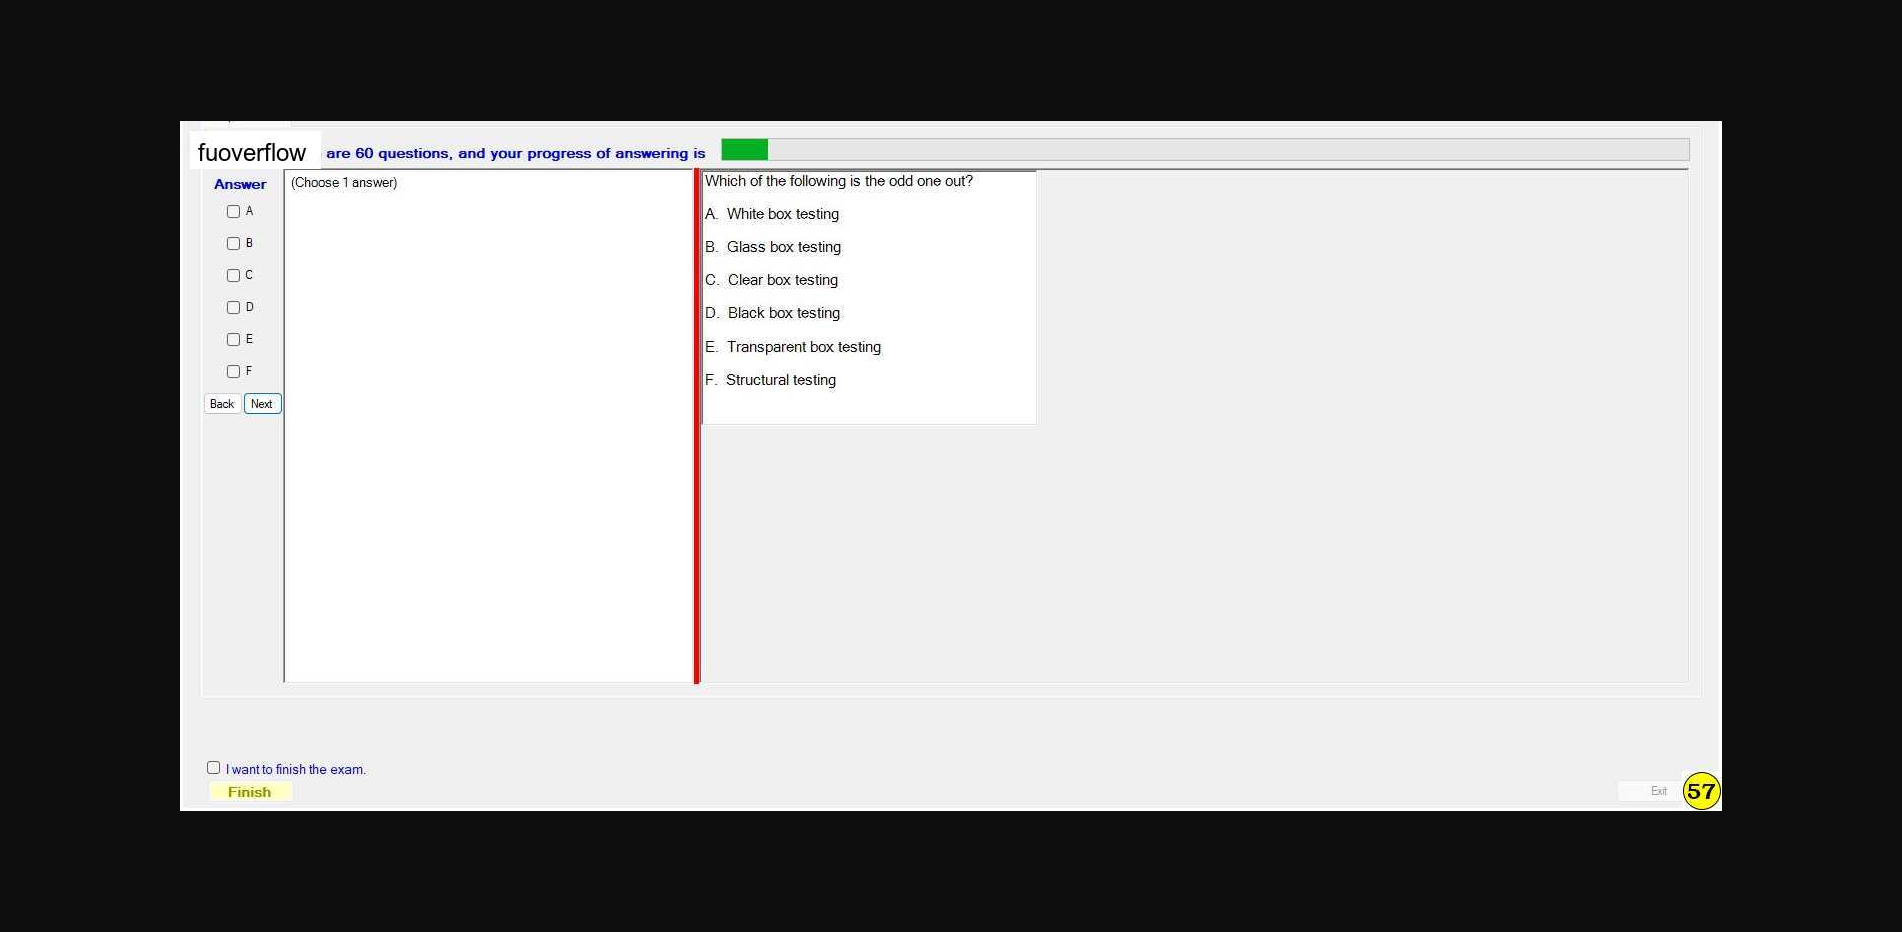 fuoverflow are 60 questions, and your progress of answering is
Answer
A
B
C
D
E
F
Back Next
(Choose 1 answer)
Which of the following is the odd one out?
A. White box testing
B. Glass box testing
C. Clear box testing
D. Black box testing
E. Transparent box testing
F. Structural testing
I want to finish the exam.
Finish
Exit
57